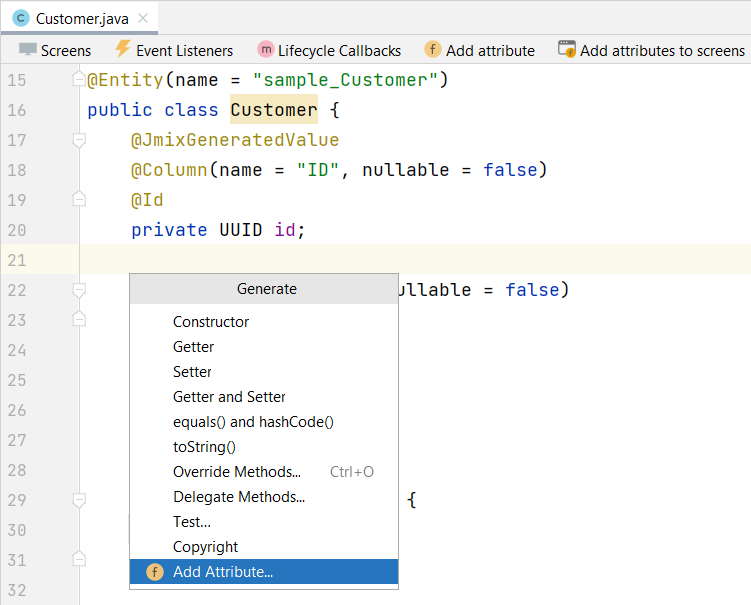 C Customer.java
Screens Event Listeners m Lifecycle Callbacks f Add attribute f Add attributes to screens
15 @Entity(name = "sample_Customer")
16 public class Customer {
17 @JmixGeneratedValue
18 @Column(name = "ID", nullable = false)
19 @Id
20 private UUID id;
21
22 ullable = false)
23
24
25
26
27
28
29 {
30
31
32
Generate
Constructor
Getter
Setter
Getter and Setter
equals() and hashCode()
toString()
Override Methods... Ctrl+O
Delegate Methods...
Test...
Copyright
f Add Attribute...